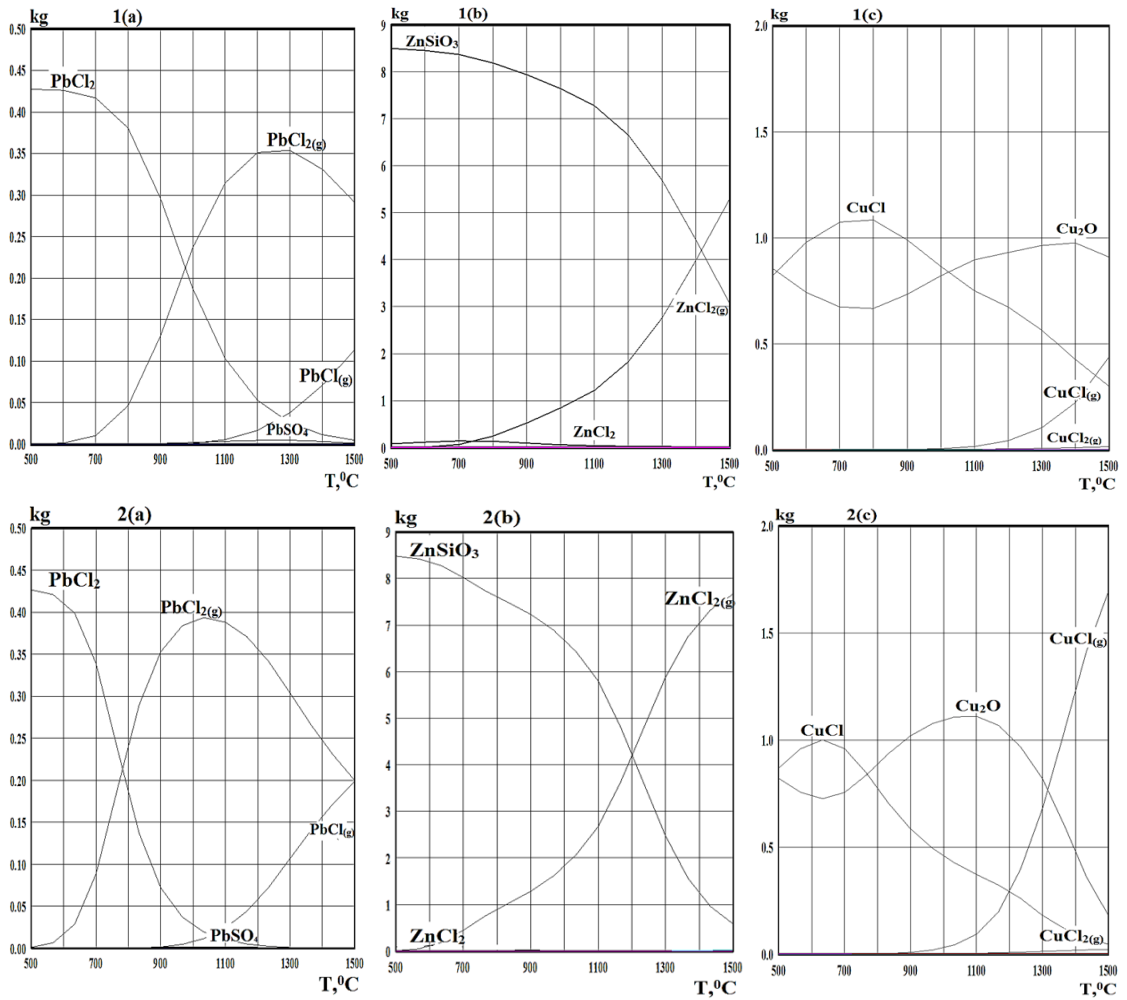 kg 1(a)
0.50
0.45
0.40
0.35
0.30
0.25
0.20
0.15
0.10
0.05
0.00
PbCl₂
PbCl₂(g)
PbCl(g)
PbSO₄
500 700 900 1100 1300 1500
T,⁰C
kg 1(b)
9
8
7
6
5
4
3
2
1
0
ZnSiO₃
ZnCl₂(g)
ZnCl₂
500 700 900 1100 1300 1500
T,⁰C
kg 1(c)
2.0
1.5
1.0
0.5
0.0
CuCl
Cu₂O
CuCl(g)
CuCl₂(g)
500 700 900 1100 1300 1500
T,⁰C
kg 2(a)
0.50
0.45
0.40
0.35
0.30
0.25
0.20
0.15
0.10
0.05
0.00
PbCl₂
PbCl₂(g)
PbCl(g)
PbSO₄
500 700 900 1100 1300 1500
T,⁰C
kg 2(b)
9
8
7
6
5
4
3
2
1
0
ZnSiO₃
ZnCl₂(g)
ZnCl₂
500 700 900 1100 1300 1500
T,⁰C
kg 2(c)
2.0
1.5
1.0
0.5
0.0
CuCl(g)
Cu₂O
CuCl
CuCl₂(g)
500 700 900 1100 1300 1500
T,⁰C